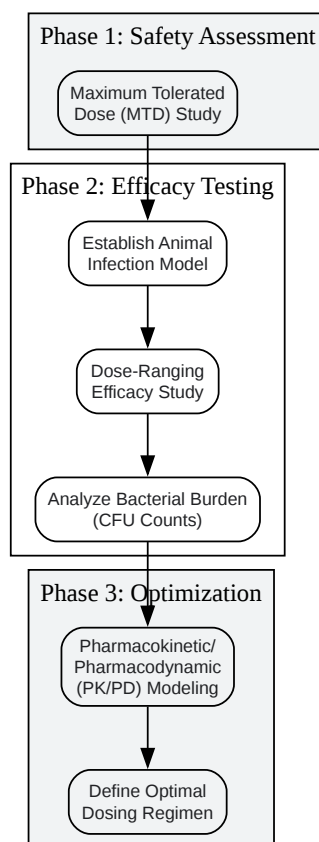 Phase 1: Safety Assessment
Maximum Tolerated
Dose (MTD) Study
Phase 2: Efficacy Testing
Establish Animal
Infection Model
Dose-Ranging
Efficacy Study
Analyze Bacterial Burden
(CFU Counts)
Phase 3: Optimization
Pharmacokinetic/
Pharmacodynamic
(PK/PD) Modeling
Define Optimal
Dosing Regimen